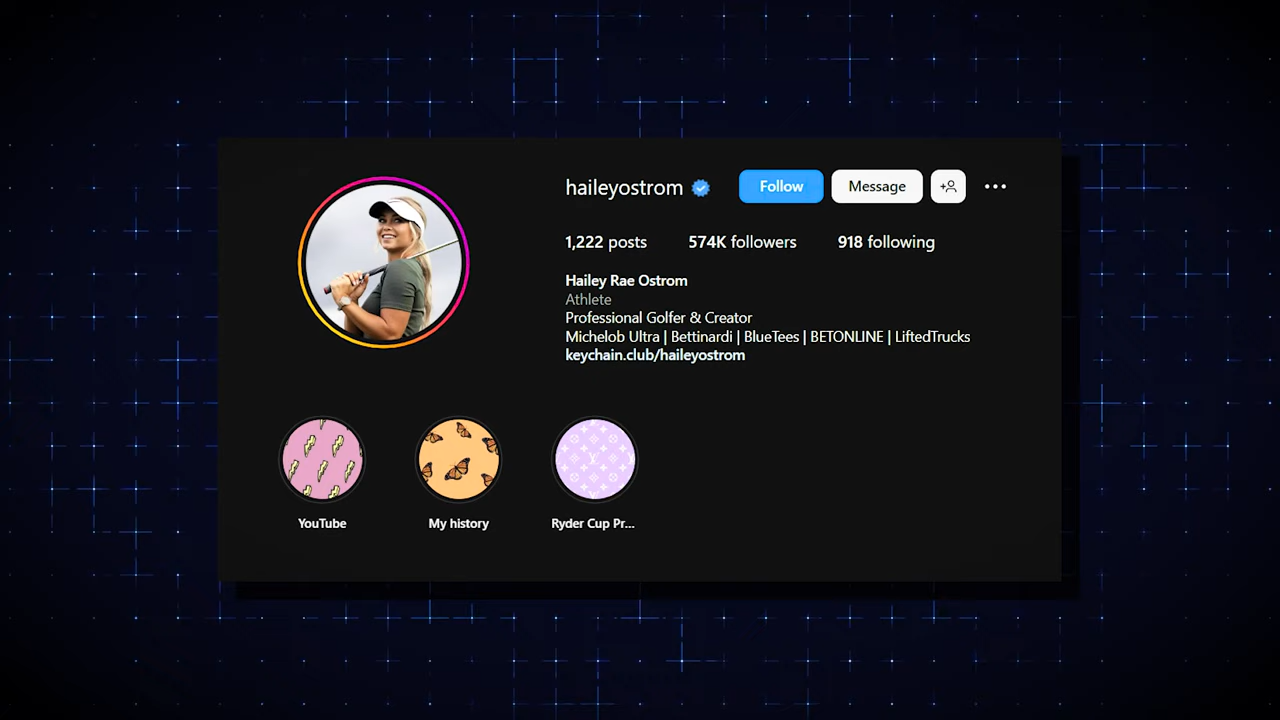 haileyostrom
Follow
Message
1,222 posts 574K followers 918 following
Hailey Rae Ostrom
Athlete
Professional Golfer & Creator
Michelob Ultra | Bettinardi | BlueTees | BETONLINE | LiftedTrucks
keychain.club/haileyostrom
YouTube
My history
Ryder Cup Pr...